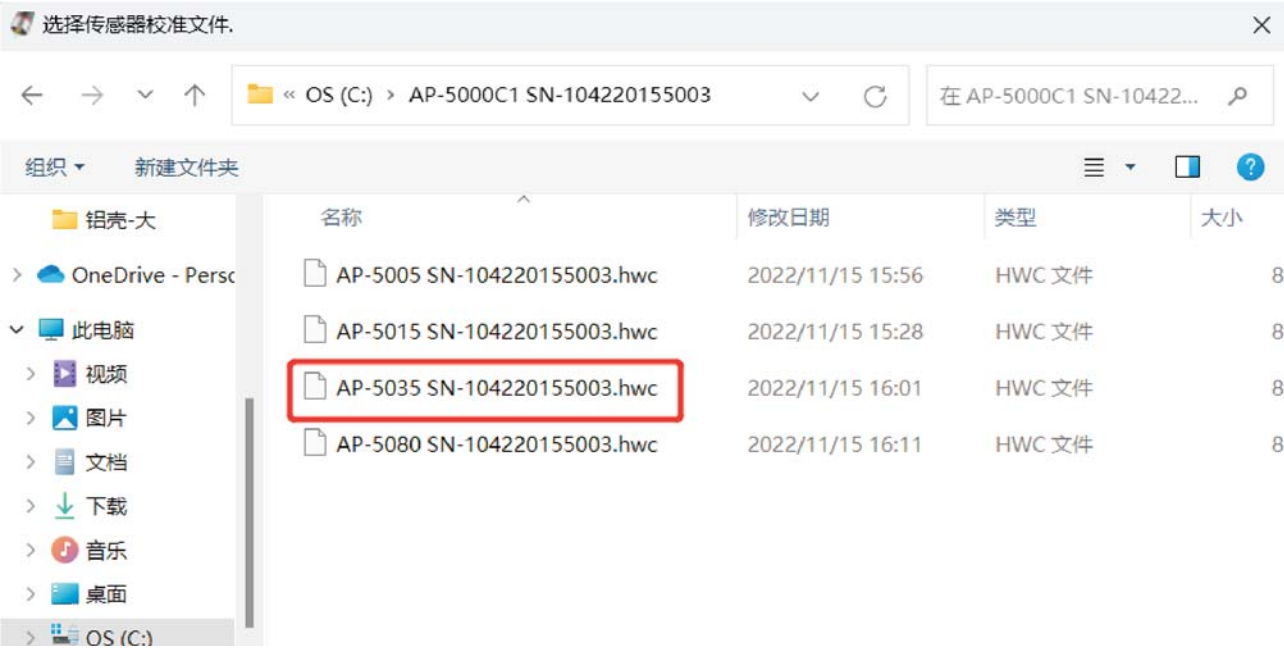 选择传感器校准文件.
« OS (C:) › AP-5000C1 SN-104220155003
在 AP-5000C1 SN-10422...
组织 新建文件夹
名称 修改日期 类型 大小
铝壳-大
OneDrive - Persc
此电脑
视频
图片
文档
下载
音乐
桌面
OS (C:)
AP-5005 SN-104220155003.hwc 2022/11/15 15:56 HWC 文件 8
AP-5015 SN-104220155003.hwc 2022/11/15 15:28 HWC 文件 8
AP-5035 SN-104220155003.hwc 2022/11/15 16:01 HWC 文件 8
AP-5080 SN-104220155003.hwc 2022/11/15 16:11 HWC 文件 8